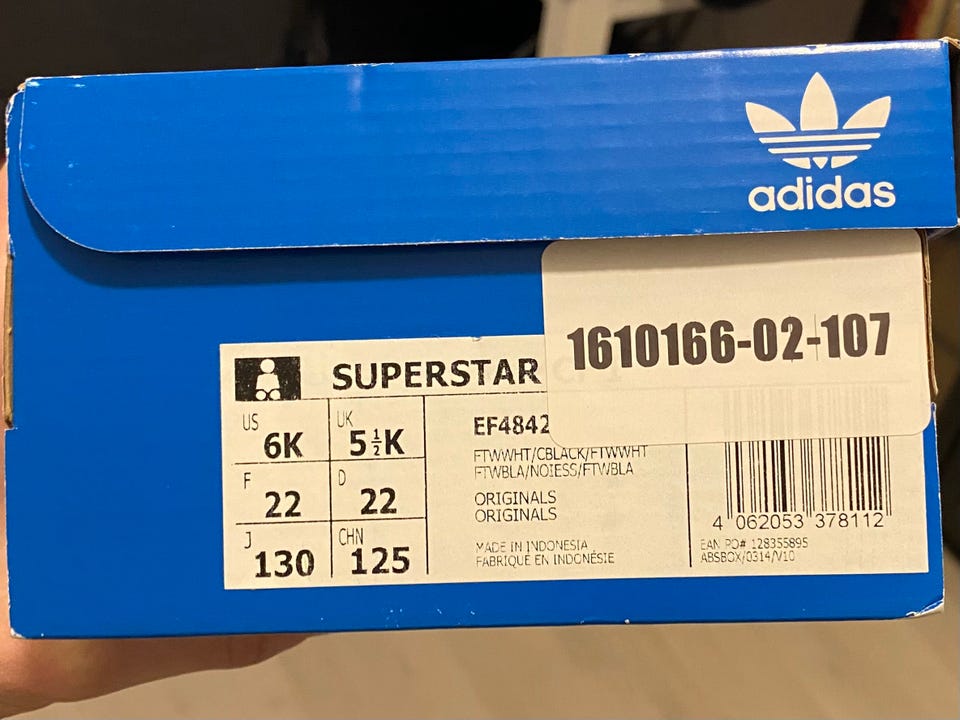 adidas
1610166-02-107
SUPERSTAR
US
6K
UK
5½K
F
22
D
22
J
130
CHN
125
EF4842
FTWWHT/CBLACK/FTWWHT
FTWBLA/NOIESS/FTWBLA
ORIGINALS
ORIGINALS
MADE IN INDONESIA
FABRIQUÉ EN INDONÉSIE
4 062053 378112
EAN PO# 128355895
ABSBOX/0314/V10